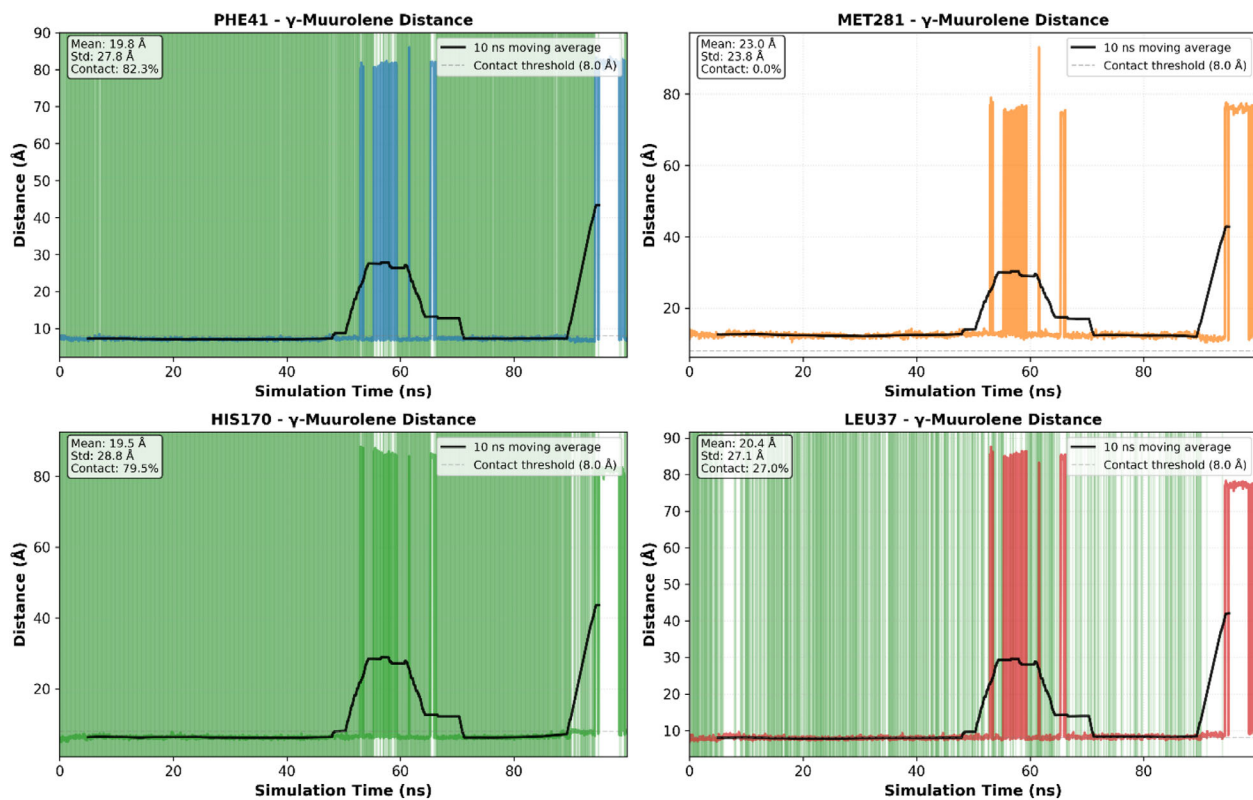 PHE41 - γ-Muurolene Distance
Mean: 19.8 Å
Std: 27.8 Å
Contact: 82.3%
10 ns moving average
Contact threshold (8.0 Å)
Distance (Å)
90
80
70
60
50
40
30
20
10
0 20 40 60 80
Simulation Time (ns)
MET281 - γ-Muurolene Distance
Mean: 23.0 Å
Std: 23.8 Å
Contact: 0.0%
10 ns moving average
Contact threshold (8.0 Å)
Distance (Å)
80
60
40
20
0 20 40 60 80
Simulation Time (ns)
HIS170 - γ-Muurolene Distance
Mean: 19.5 Å
Std: 28.8 Å
Contact: 79.5%
10 ns moving average
Contact threshold (8.0 Å)
Distance (Å)
80
60
40
20
0 20 40 60 80
Simulation Time (ns)
LEU37 - γ-Muurolene Distance
Mean: 20.4 Å
Std: 27.1 Å
Contact: 27.0%
10 ns moving average
Contact threshold (8.0 Å)
Distance (Å)
90
80
70
60
50
40
30
20
10
0 20 40 60 80
Simulation Time (ns)